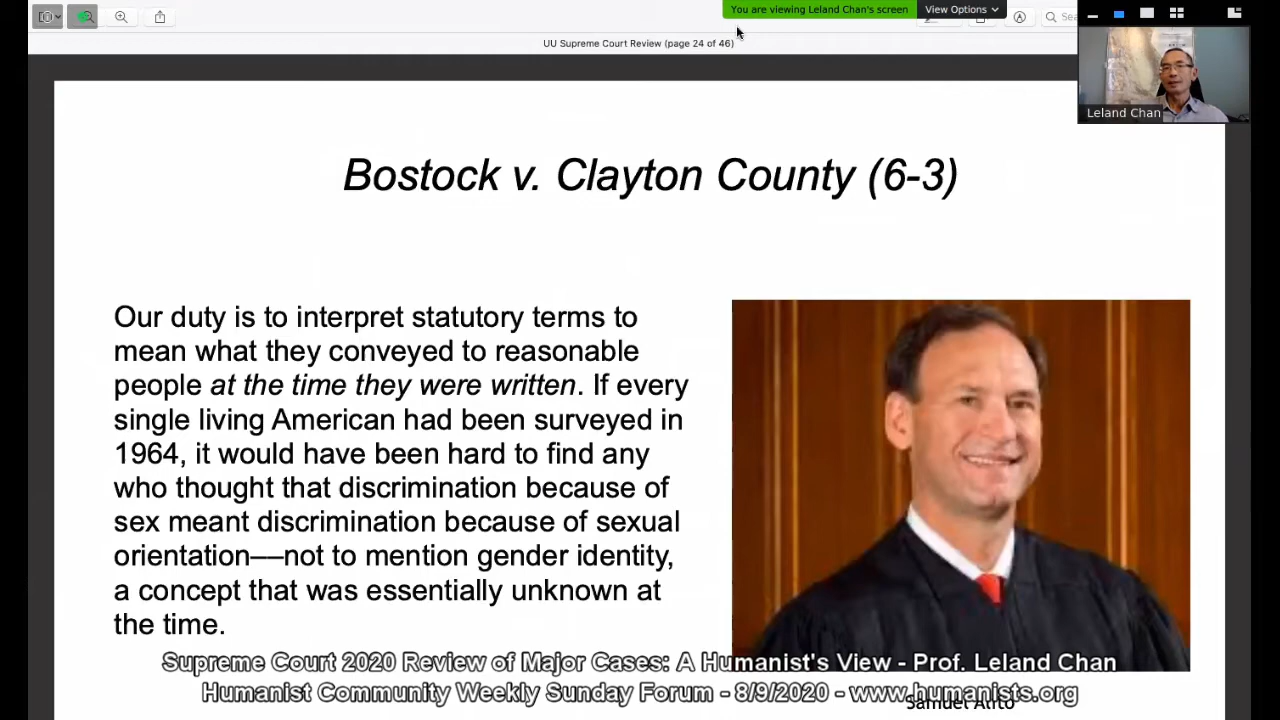 You are viewing Leland Chan's screen
View Options
UU Supreme Court Review (page 24 of 46)
Leland Chan
Bostock v. Clayton County (6-3)
Our duty is to interpret statutory terms to
mean what they conveyed to reasonable
people at the time they were written. If every
single living American had been surveyed in
1964, it would have been hard to find any
who thought that discrimination because of
sex meant discrimination because of sexual
orientation––not to mention gender identity,
a concept that was essentially unknown at
the time.
Supreme Court 2020 Review of Major Cases: A Humanist's View - Prof. Leland Chan
Humanist Community Weekly Sunday Forum - 8/9/2020 - www.humanists.org
Samuel Alito